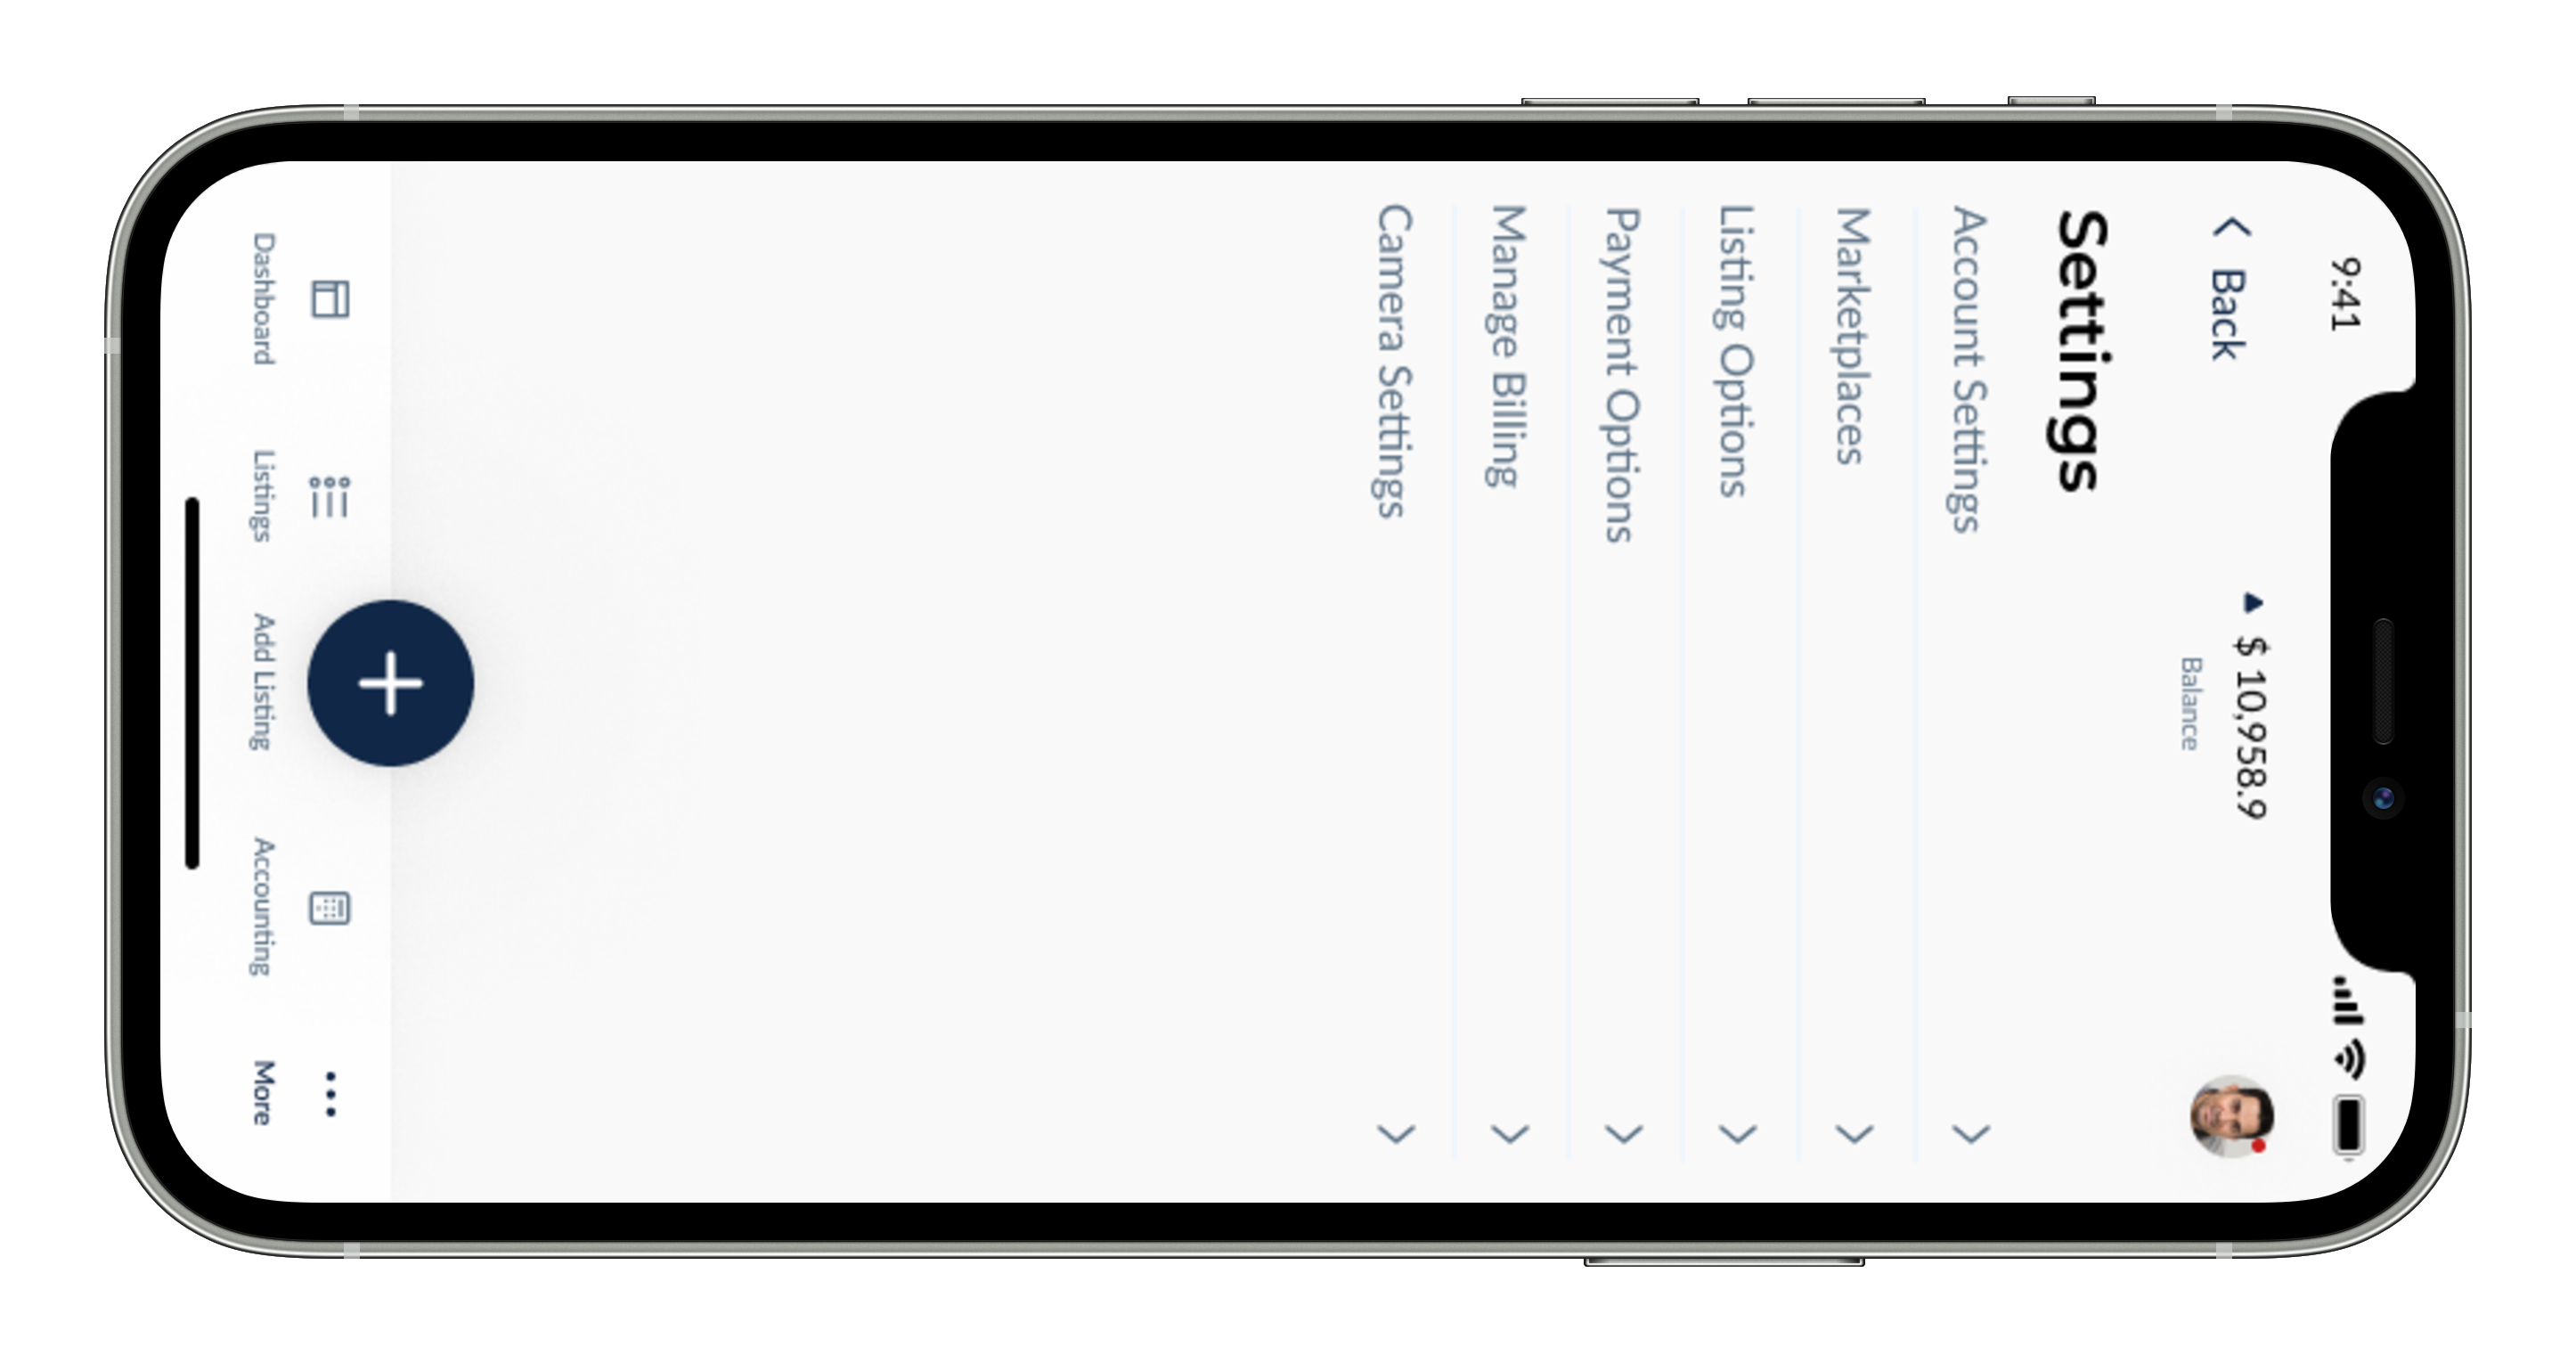 9:41
Back
$ 10,958.9
Balance
Settings
Account Settings
Marketplaces
Listing Options
Payment Options
Manage Billing
Camera Settings
Dashboard
Listings
Add Listing
Accounting
More